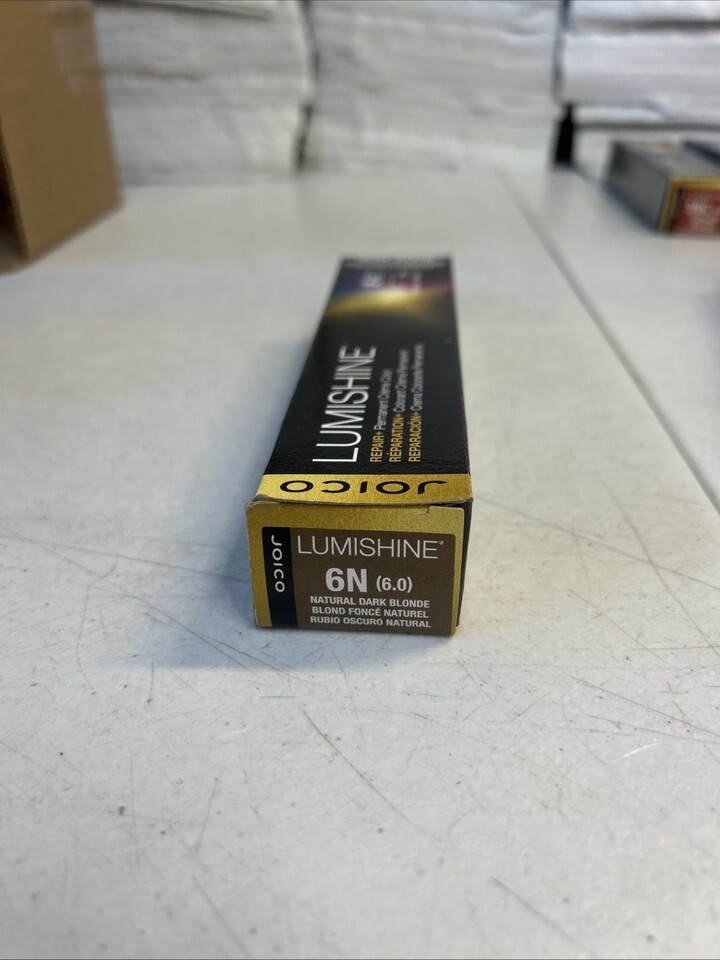 LUMISHINE
REPAIR+ Permanent Crème Color
RÉPARATION+ Colorant Crème Permanent
REPARACIÓN+ Crema Colorante Permanente
JOICO
JOICO
LUMISHINE®
6N (6.0)
NATURAL DARK BLONDE
BLOND FONCÉ NATUREL
RUBIO OSCURO NATURAL